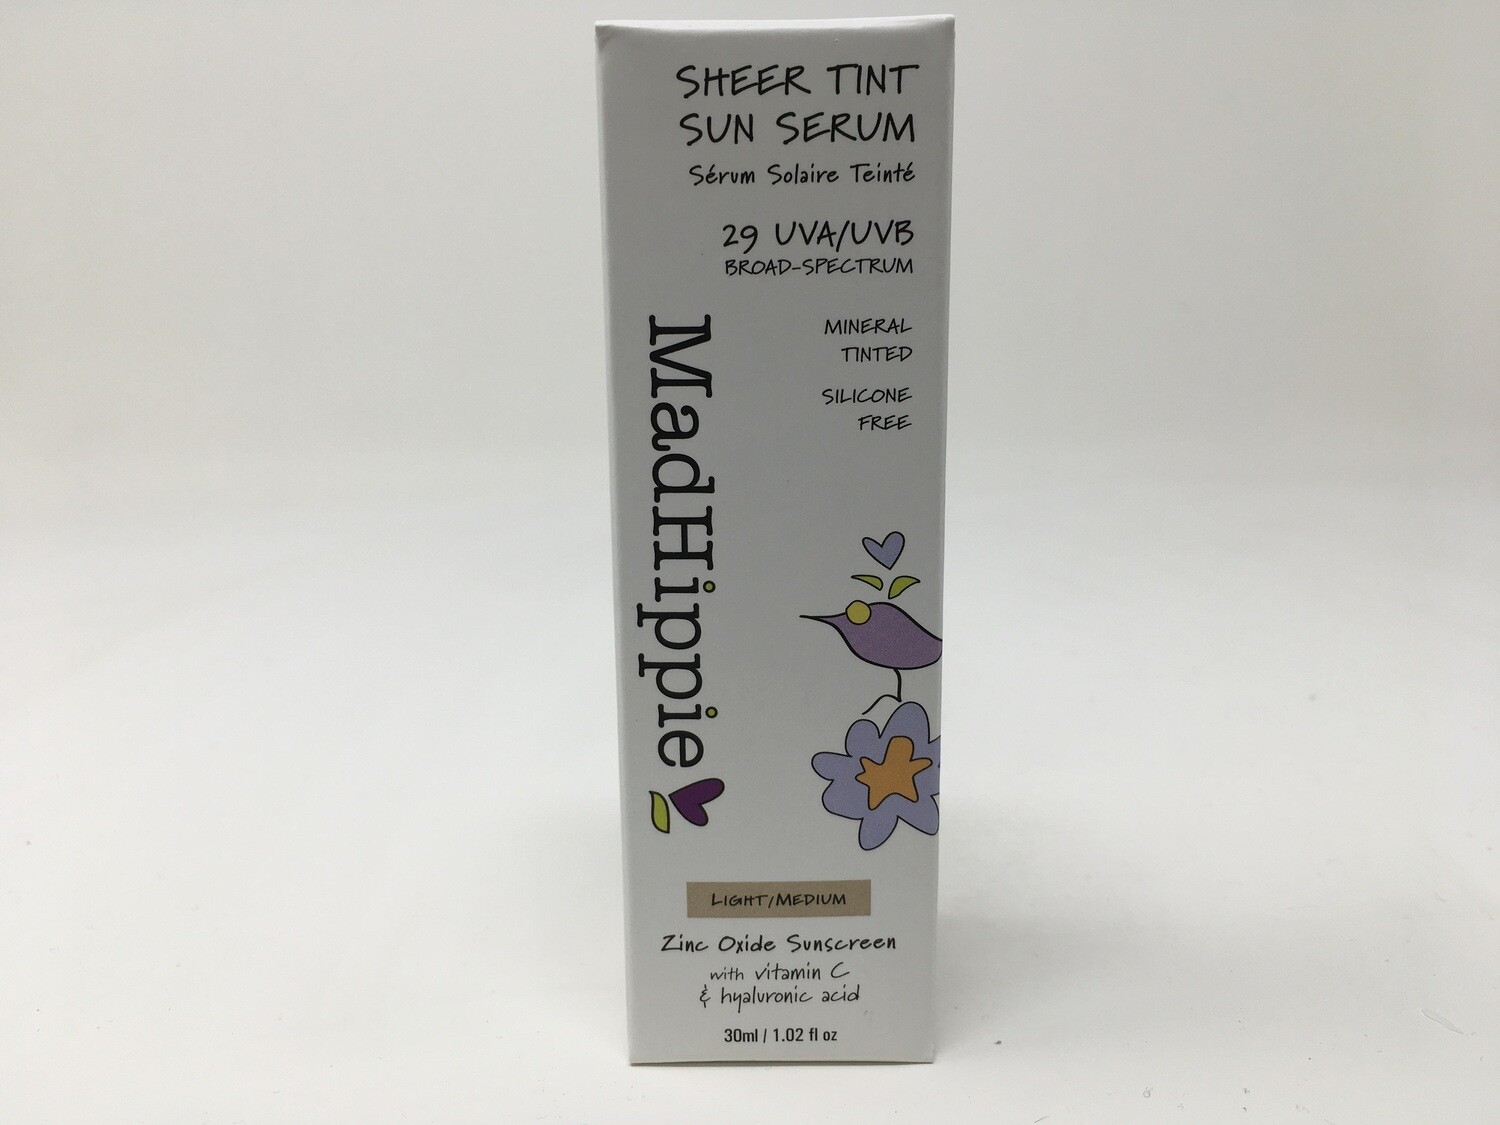 SHEER TINT
SUN SERUM
Sérum Solaire Teinté
29 UVA/UVB
BROAD-SPECTRUM
MINERAL
TINTED
SILICONE
FREE
MadHippie
LIGHT/MEDIUM
Zinc Oxide Sunscreen
with vitamin C
& hyaluronic acid
30ml / 1.02 fl oz